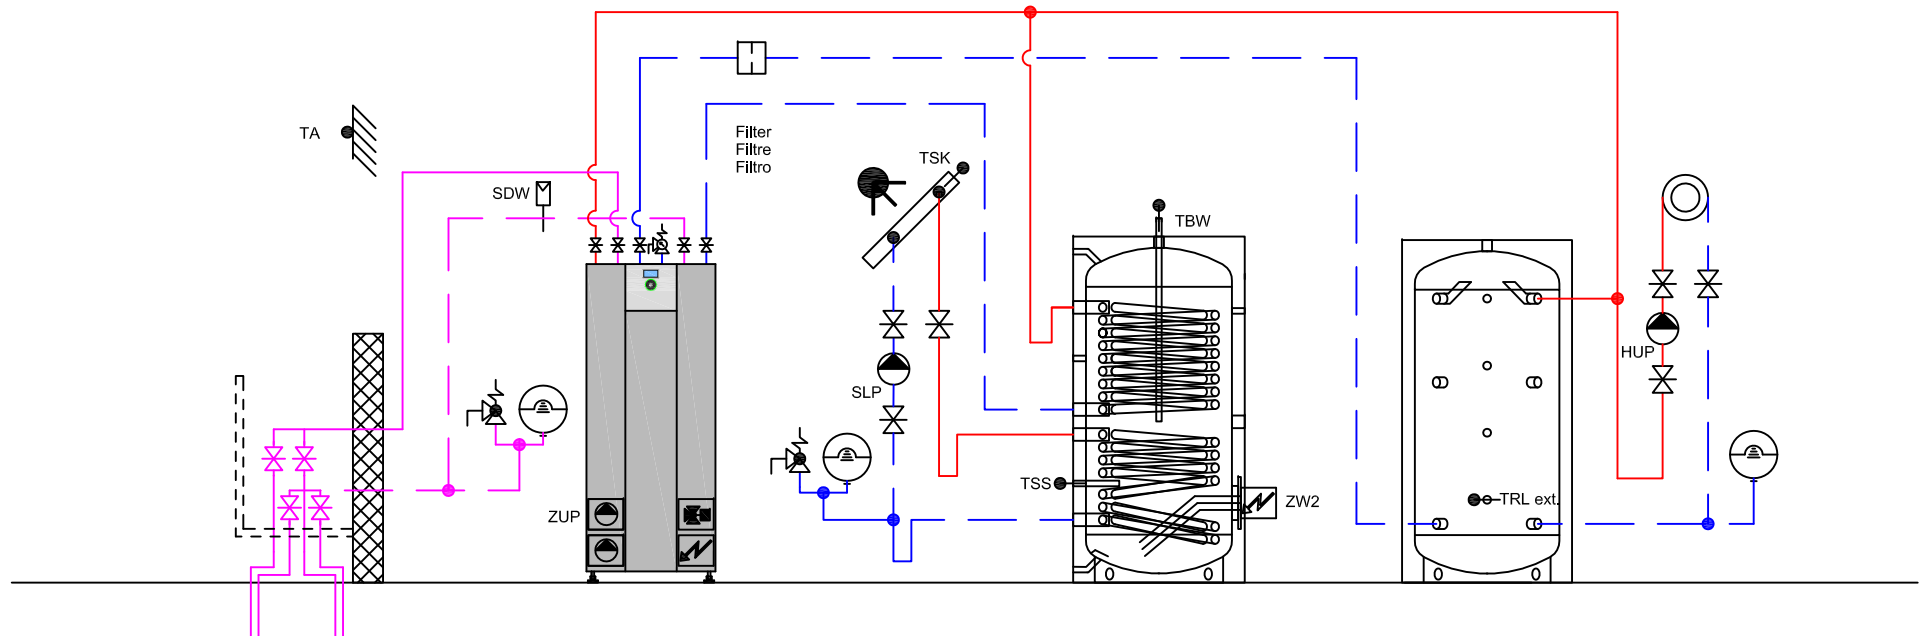 TA
SDW
Filter
Filtre
Filtro
TSK
TBW
SLP
HUP
TSS
ZW2
TRL ext.
ZUP